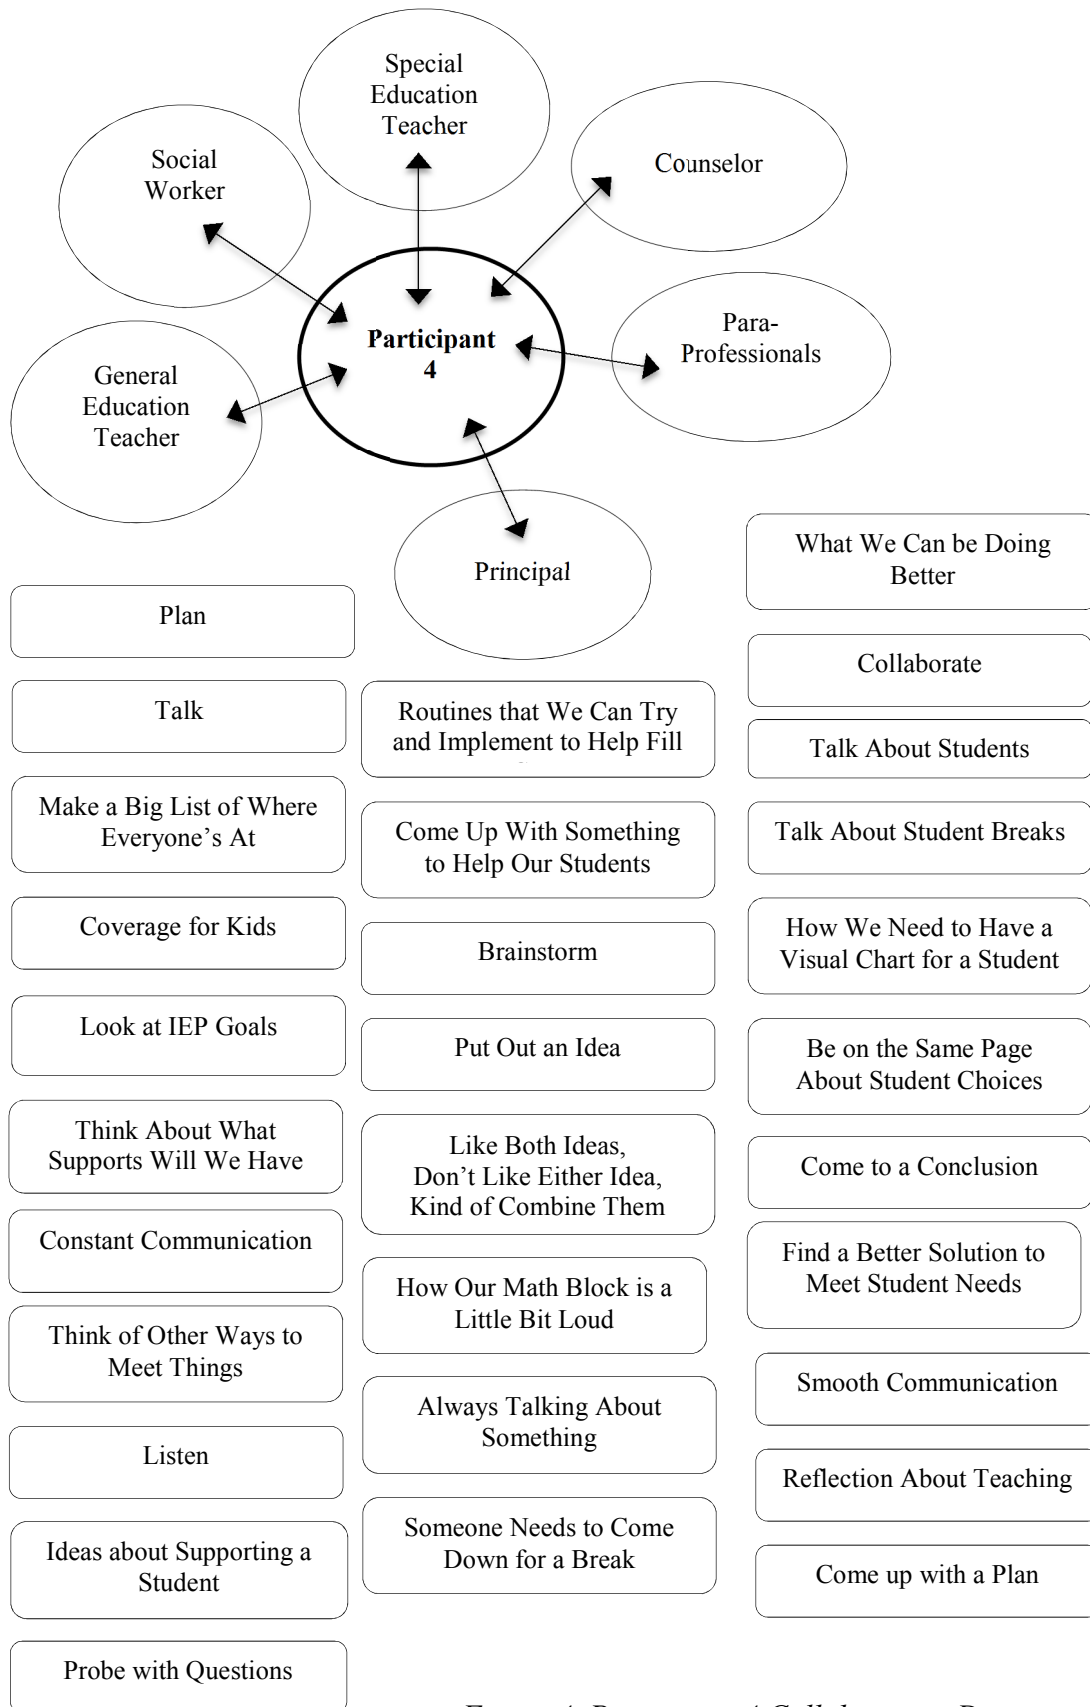 Special
Education
Teacher
Social
Worker
Counselor
Participant
4
Para-
Professionals
General
Education
Teacher
Principal
Plan
Talk
Make a Big List of Where
Everyone's At
Coverage for Kids
Look at IEP Goals
Think About What
Supports Will We Have
Constant Communication
Think of Other Ways to
Meet Things
Listen
Ideas about Supporting a
Student
Probe with Questions
Routines that We Can Try
and Implement to Help Fill
Come Up With Something
to Help Our Students
Brainstorm
Put Out an Idea
Like Both Ideas,
Don't Like Either Idea,
Kind of Combine Them
How Our Math Block is a
Little Bit Loud
Always Talking About
Something
Someone Needs to Come
Down for a Break
What We Can be Doing
Better
Collaborate
Talk About Students
Talk About Student Breaks
How We Need to Have a
Visual Chart for a Student
Be on the Same Page
About Student Choices
Come to a Conclusion
Find a Better Solution to
Meet Student Needs
Smooth Communication
Reflection About Teaching
Come up with a Plan